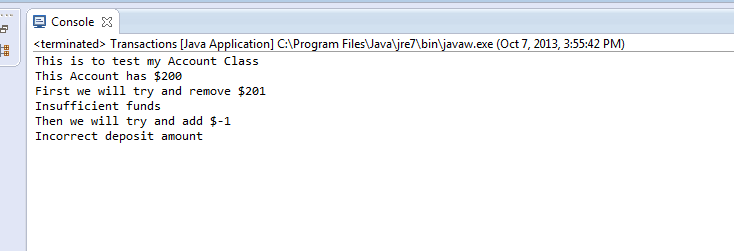 Console
<terminated> Transactions [Java Application] C:\Program Files\Java\jre7\bin\javaw.exe (Oct 7, 2013, 3:55:42 PM)
This is to test my Account Class
This Account has $200
First we will try and remove $201
Insufficient funds
Then we will try and add $-1
Incorrect deposit amount